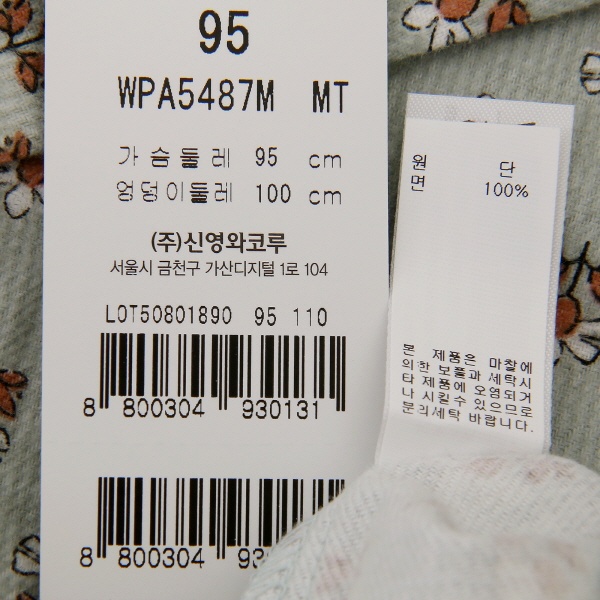 95
WPA5487M MT
가슴둘레 95 cm
엉덩이둘레 100 cm
(주)신영와코루
서울시 금천구 가산디지털 1로 104
LOT50801890 95 110
8 800304 930131
8 800304
원 단
면 100%
본 제품은 마찰에
의한 보풀과 세탁시
타 제품에 오염되거
나 시킬수 있으므로
분리세탁 바랍니다.